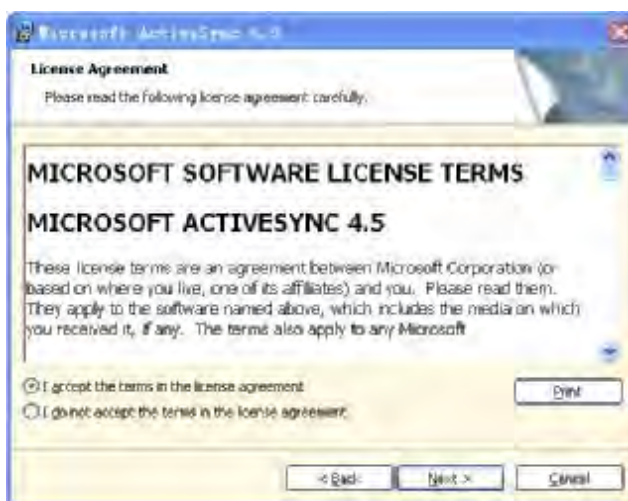 Microsoft ActiveSync 4.5
License Agreement
Please read the following license agreement carefully.
MICROSOFT SOFTWARE LICENSE TERMS
MICROSOFT ACTIVESYNC 4.5
These license terms are an agreement between Microsoft Corporation (or
based on where you live, one of its affiliates) and you. Please read them.
They apply to the software named above, which includes the media on which
you received it, if any. The terms also apply to any Microsoft
I accept the terms in the license agreement
I do not accept the terms in the license agreement
Print
< Back
Next >
Cancel